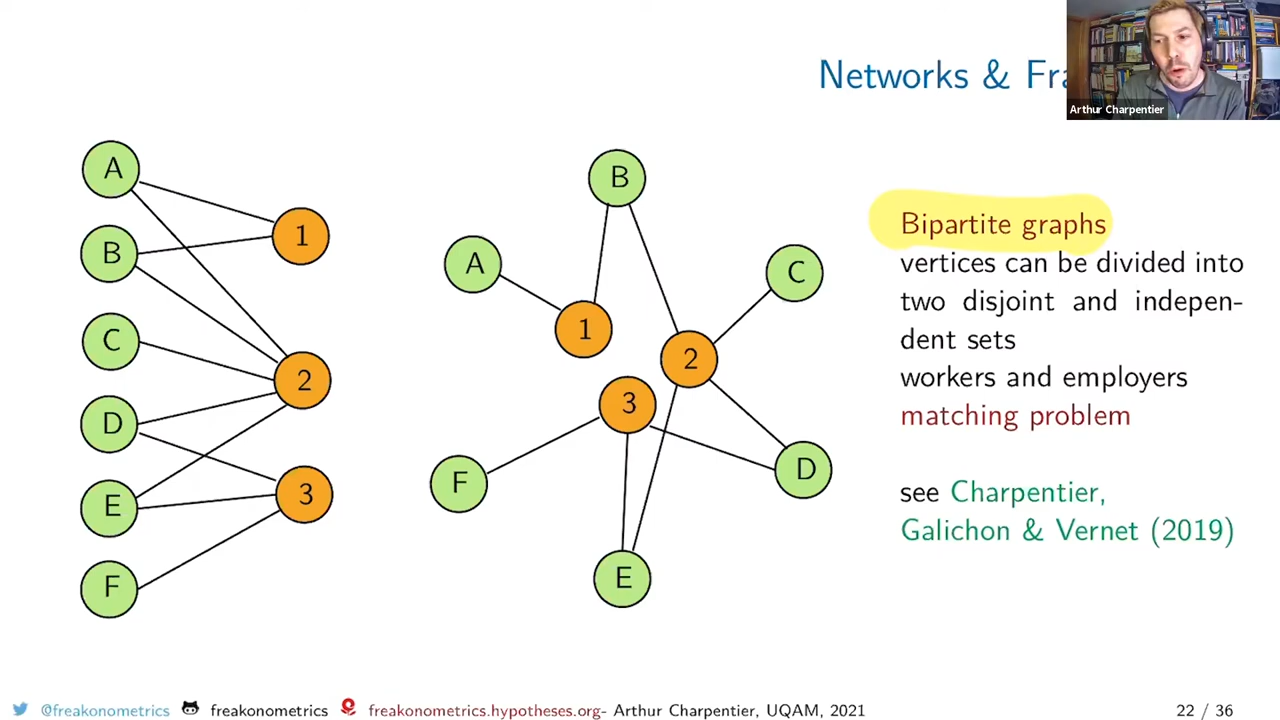 Networks & Fra
Arthur Charpentier
A
B
C
D
E
F
1
2
3
B
A
C
1
2
3
F
D
E
Bipartite graphs
vertices can be divided into
two disjoint and indepen-
dent sets
workers and employers
matching problem
see Charpentier,
Galichon & Vernet (2019)
@freakonometrics freakonometrics freakonometrics.hypotheses.org- Arthur Charpentier, UQAM, 2021 22 / 36